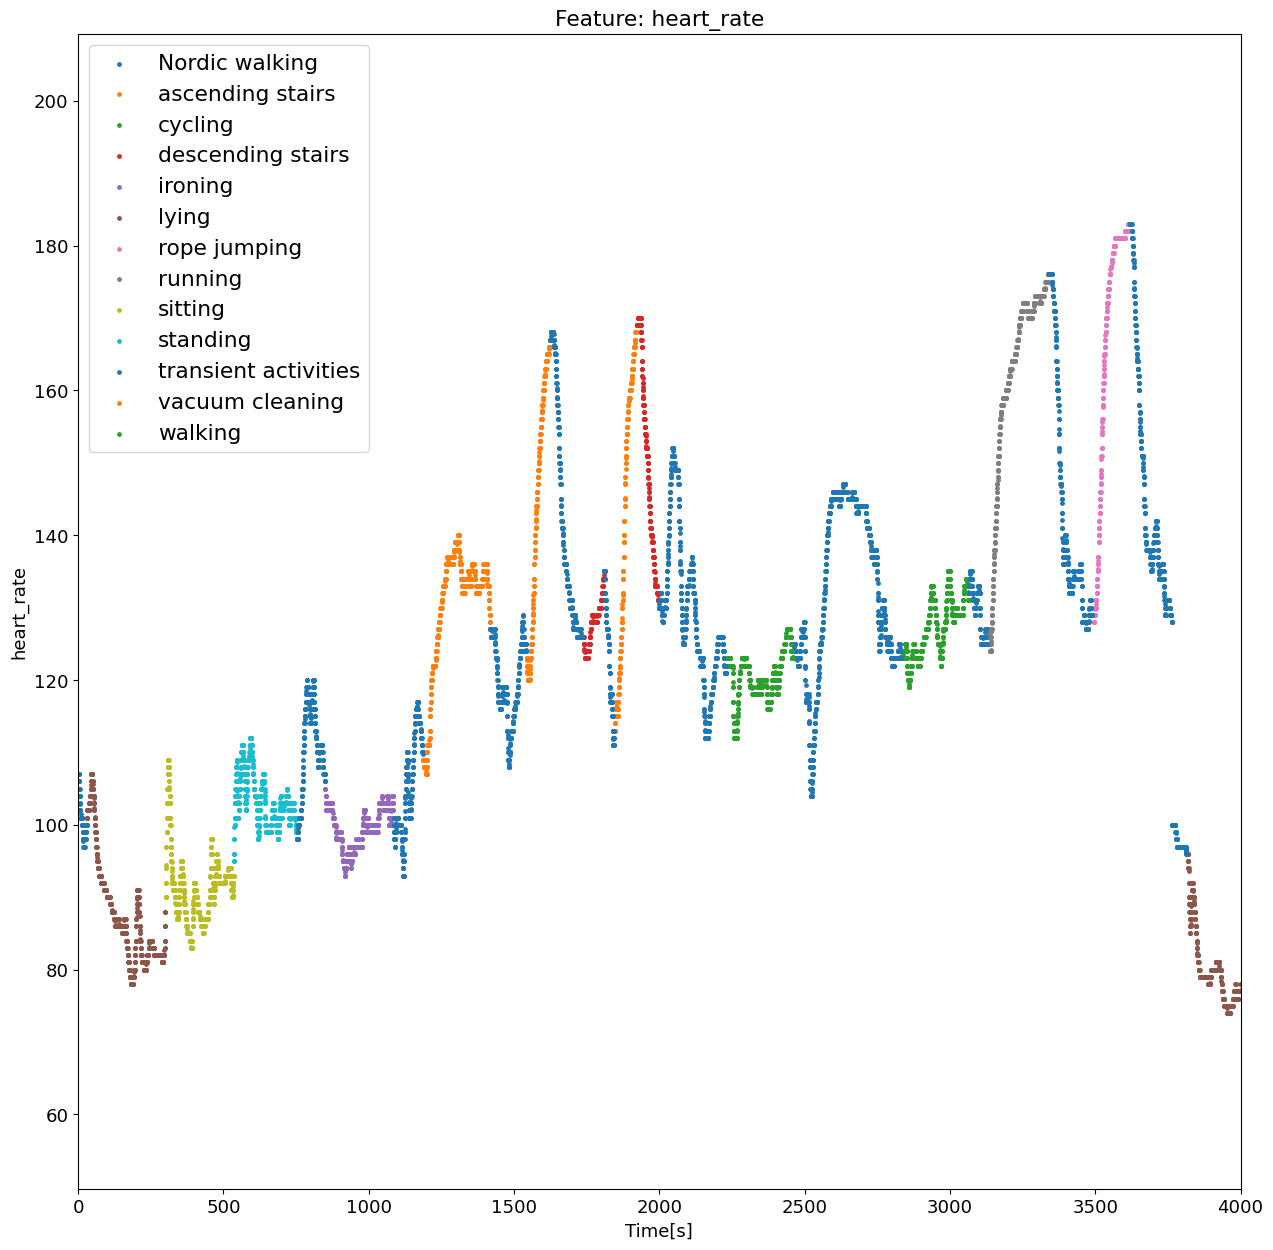 Feature: heart_rate
Nordic walking
ascending stairs
cycling
descending stairs
ironing
lying
rope jumping
running
sitting
standing
transient activities
vacuum cleaning
walking
200
180
160
140
120
100
80
60
heart_rate
0 500 1000 1500 2000 2500 3000 3500 4000
Time[s]